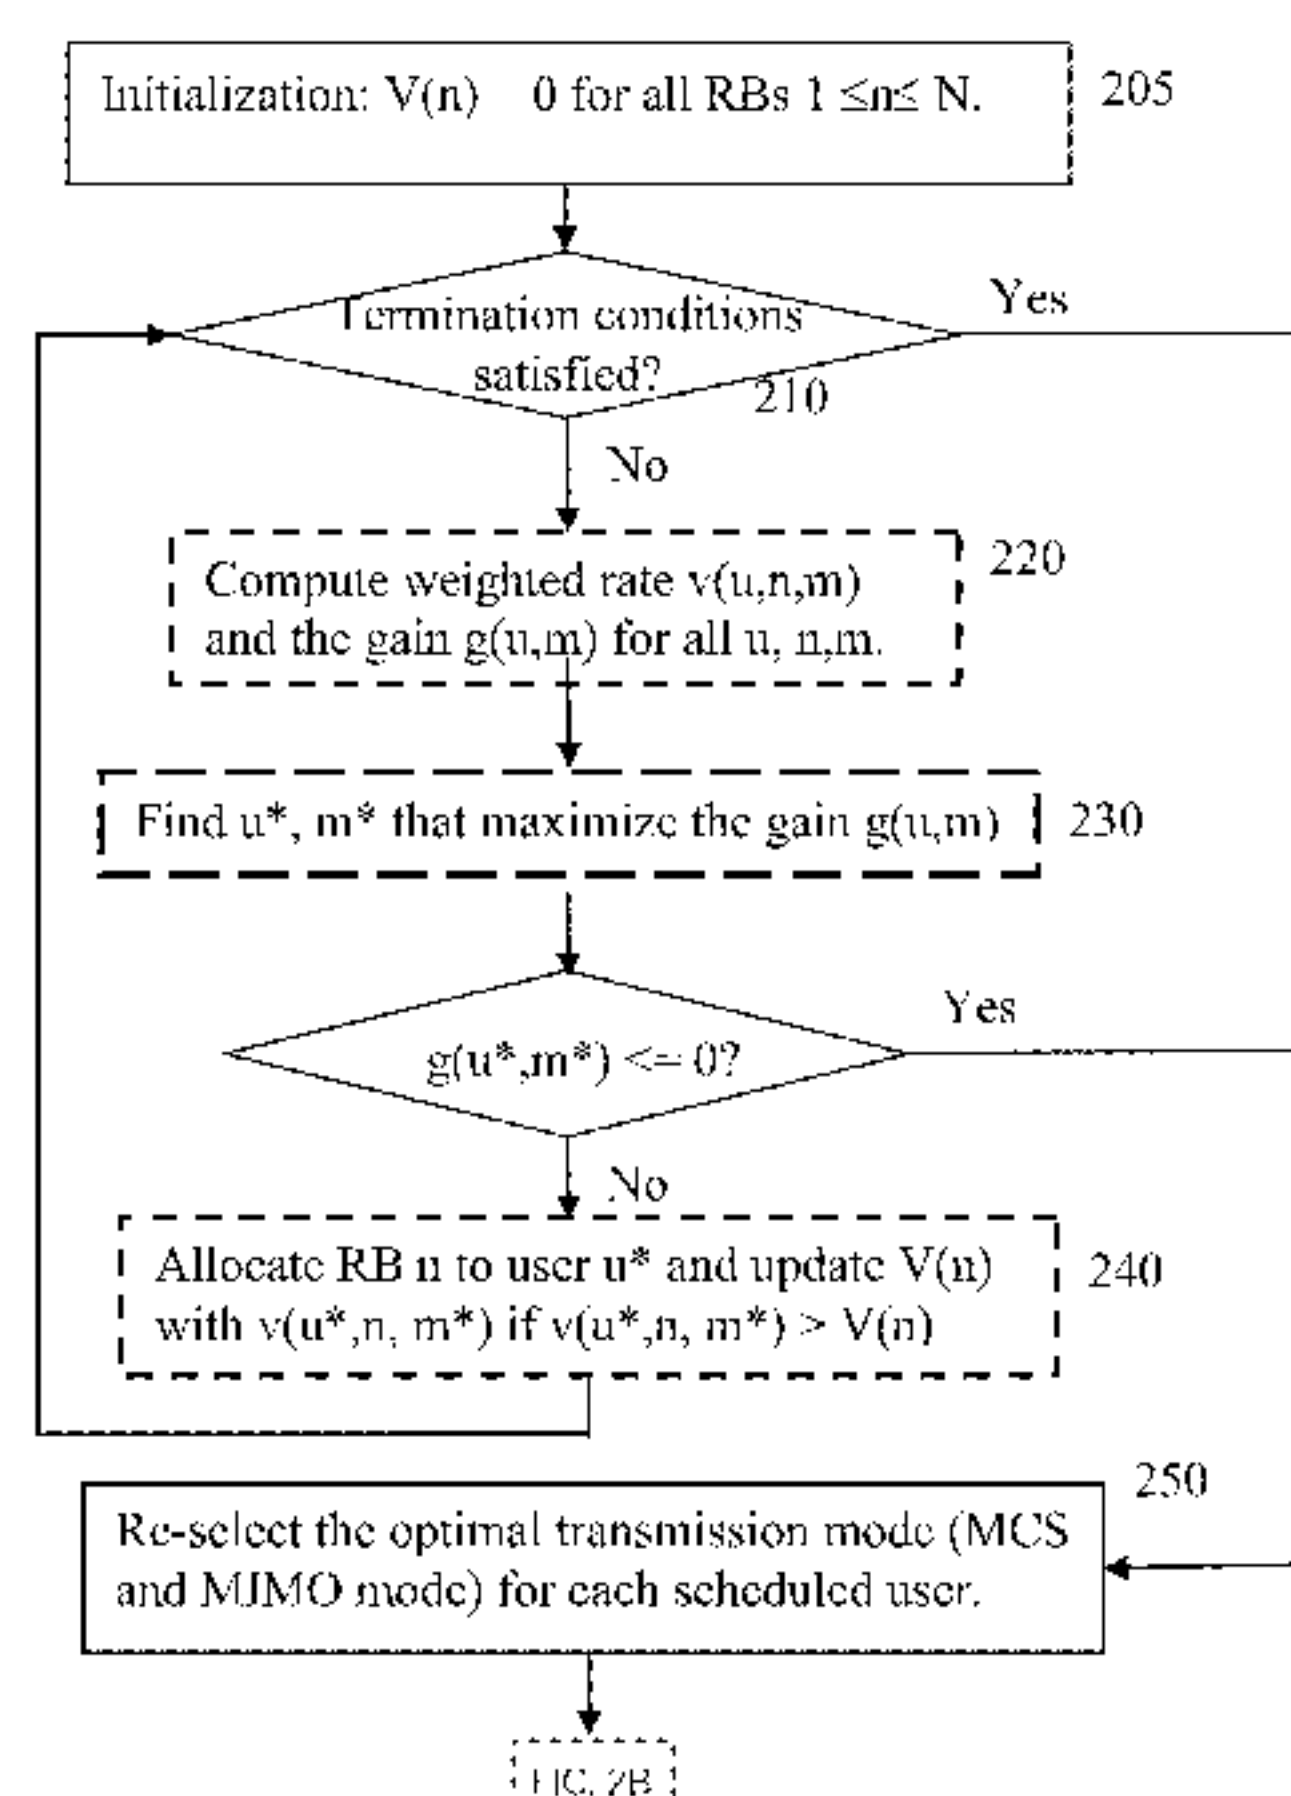 Initialization: V(n) 0 for all RBs 1 ≤n≤ N.
205
Yes
Termination conditions
satisfied?
210
No
220
Compute weighted rate v(u,n,m)
and the gain g(u,m) for all u, n,m.
Find u*, m* that maximize the gain g(u,m)
230
Yes
g(u*,m*) <= 0?
No
Allocate RB n to user u* and update V(n)
with v(u*,n, m*) if v(u*,n, m*) > V(n)
240
250
Re-select the optimal transmission mode (MCS
and MIMO mode) for each scheduled user.
FIG. 2B